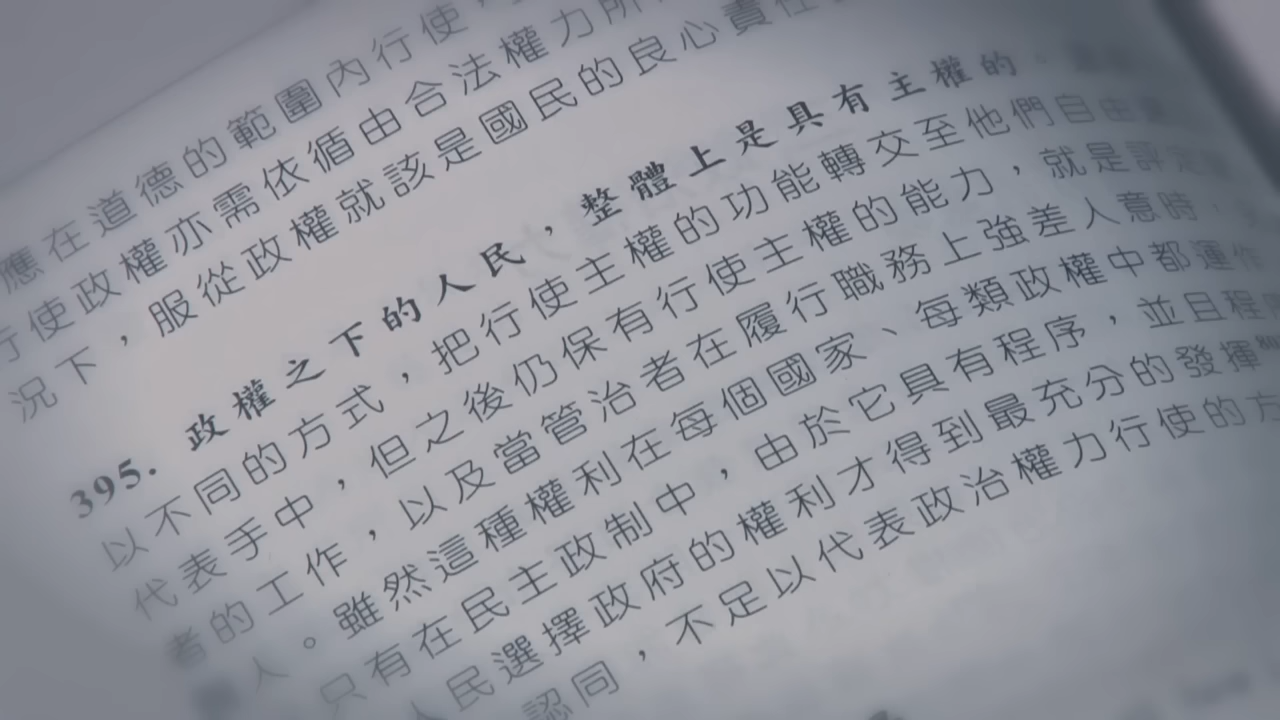 應在道德的範圍內行使,
行使政權亦需依循由合法權力所
況下,服從政權就該是國民的良心責任
395. 政權之下的人民,整體上是具有主權的。
以不同的方式,把行使主權的功能轉交至他們自由
代表手中,但之後仍保有行使主權的能力,就是評定
者的工作,以及當管治者在履行職務上強差人意時,
人。雖然這種權利在每個國家、每類政權中都運作
只有在民主政制中,由於它具有程序,並且程
人民選擇政府的權利才得到最充分的發揮
認同,不足以代表政治權力行使的方